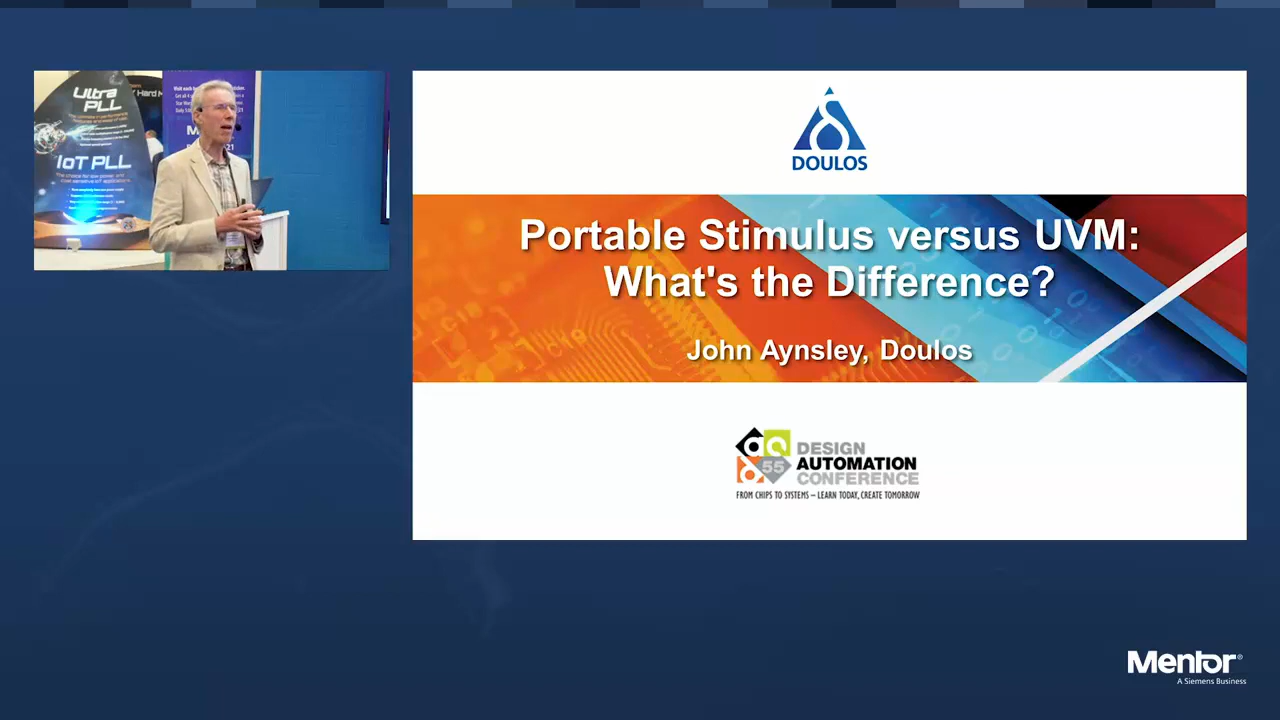 Ultra
PLL
IoT PLL
DOULOS
Portable Stimulus versus UVM:
What's the Difference?
John Aynsley, Doulos
55
DESIGN
AUTOMATION
CONFERENCE
FROM CHIPS TO SYSTEMS – LEARN TODAY, CREATE TOMORROW
Mentor®
A Siemens Business